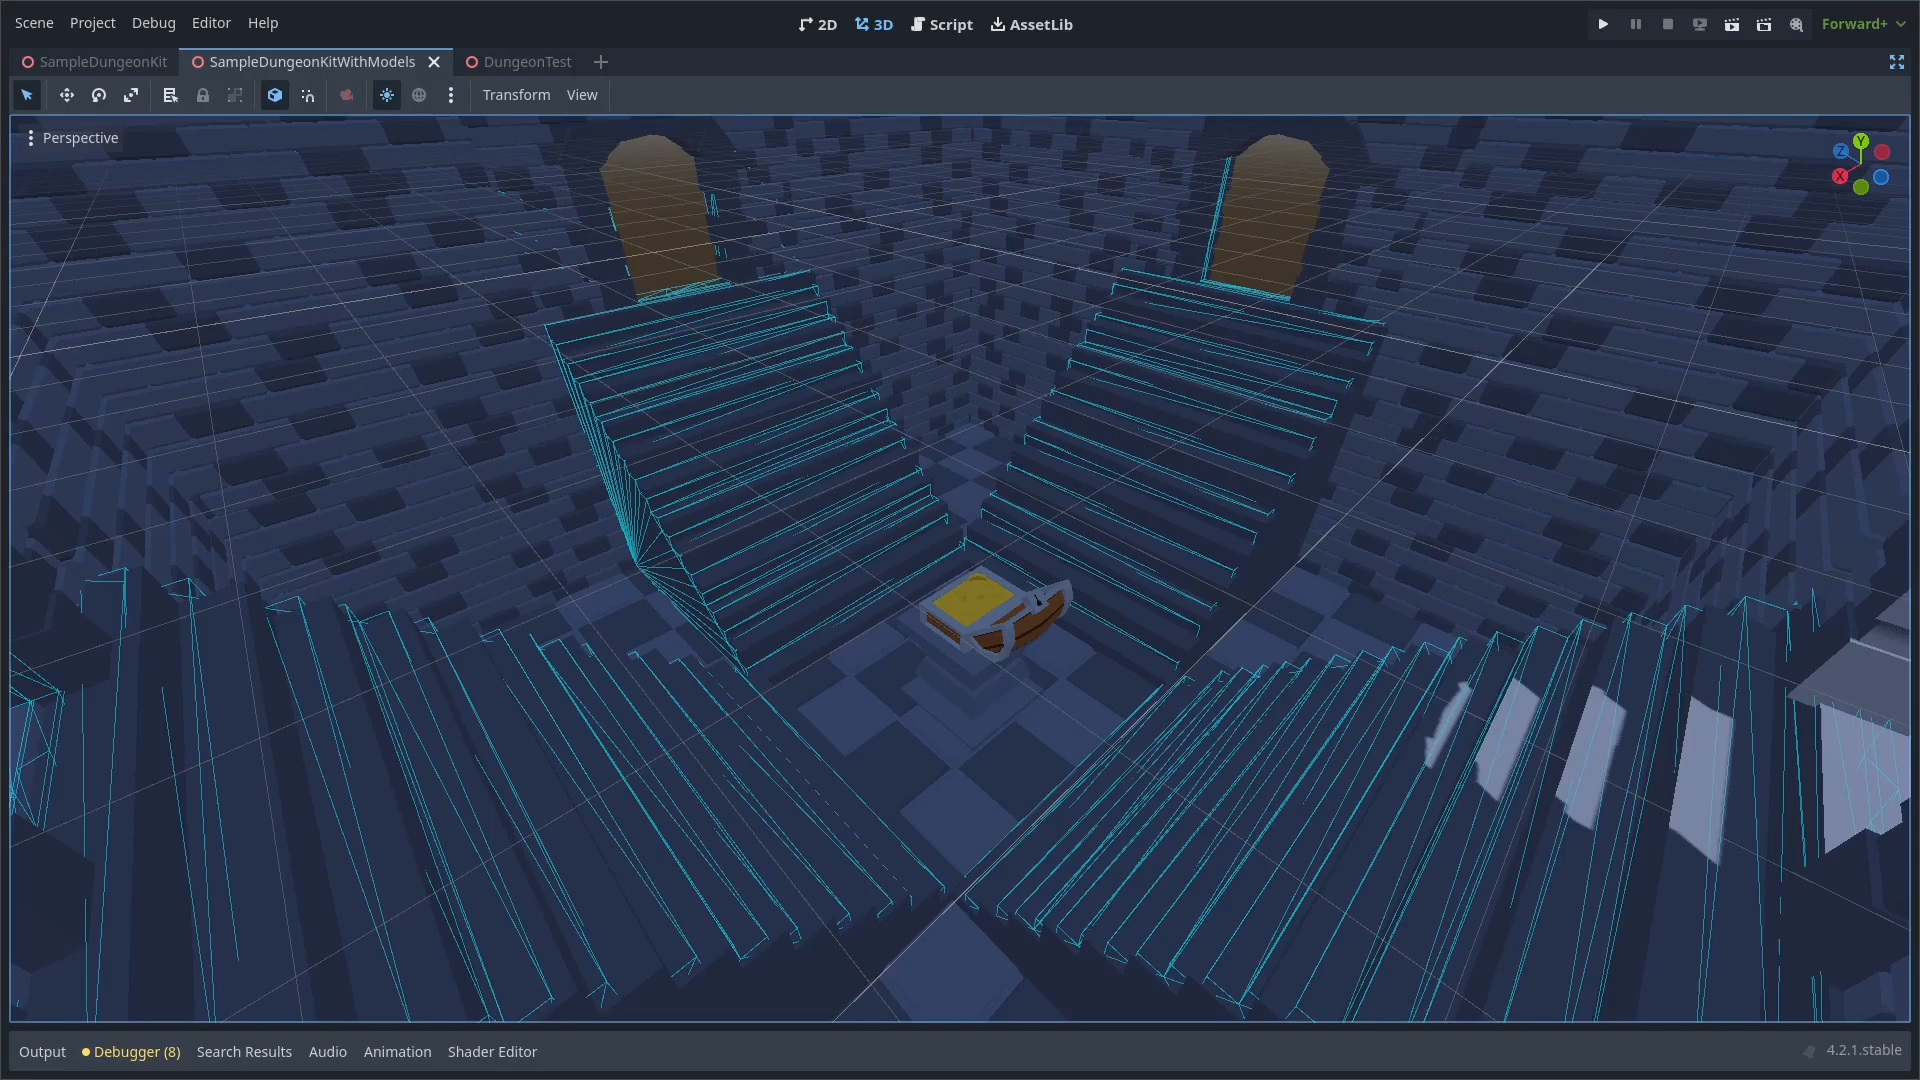 Scene Project Debug Editor Help 2D 3D Script AssetLib Forward+
SampleDungeonKit SampleDungeonKitWithModels DungeonTest
Transform View
Perspective
Y
Z
X
Output Debugger (8) Search Results Audio Animation Shader Editor 4.2.1.stable